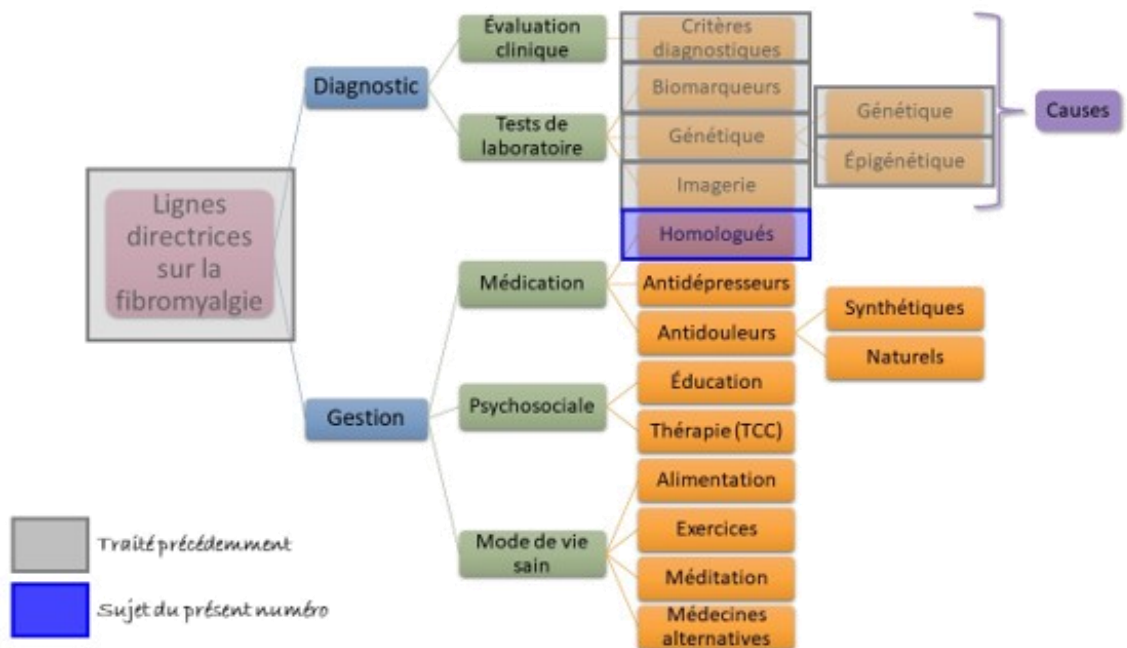 Lignes
directrices
sur la
fibromyalgie
Diagnostic
Évaluation
clinique
Critères
diagnostiques
Tests de
laboratoire
Biomarqueurs
Génétique
Génétique
Épigénétique
Imagerie
Causes
Gestion
Médication
Homologués
Antidépresseurs
Antidouleurs
Synthétiques
Naturels
Psychosociale
Éducation
Thérapie (TCC)
Mode de vie
sain
Alimentation
Exercices
Méditation
Médecines
alternatives
Traité précédemment
Sujet du présent numéro